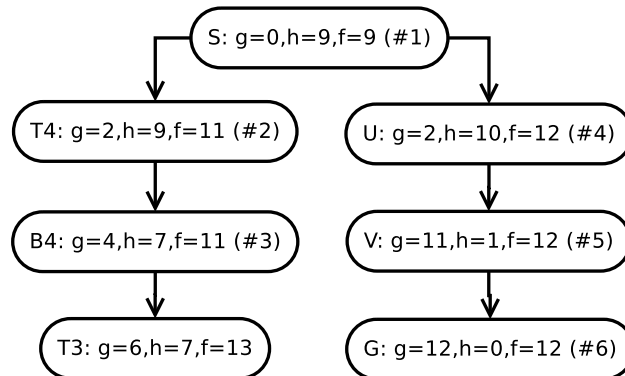 S: g=0,h=9,f=9 (#1)
T4: g=2,h=9,f=11 (#2)
U: g=2,h=10,f=12 (#4)
B4: g=4,h=7,f=11 (#3)
V: g=11,h=1,f=12 (#5)
T3: g=6,h=7,f=13
G: g=12,h=0,f=12 (#6)